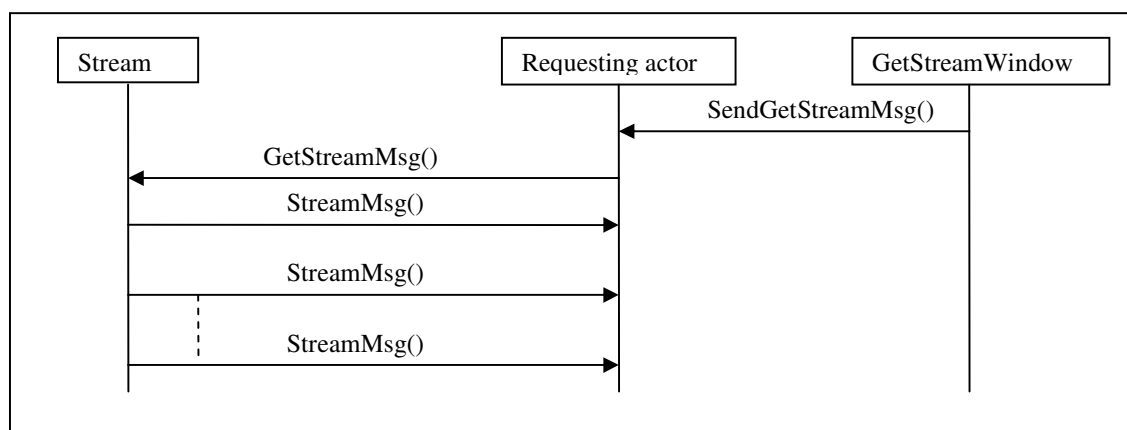 Stream
Requesting actor
GetStreamWindow
SendGetStreamMsg()
GetStreamMsg()
StreamMsg()
StreamMsg()
StreamMsg()